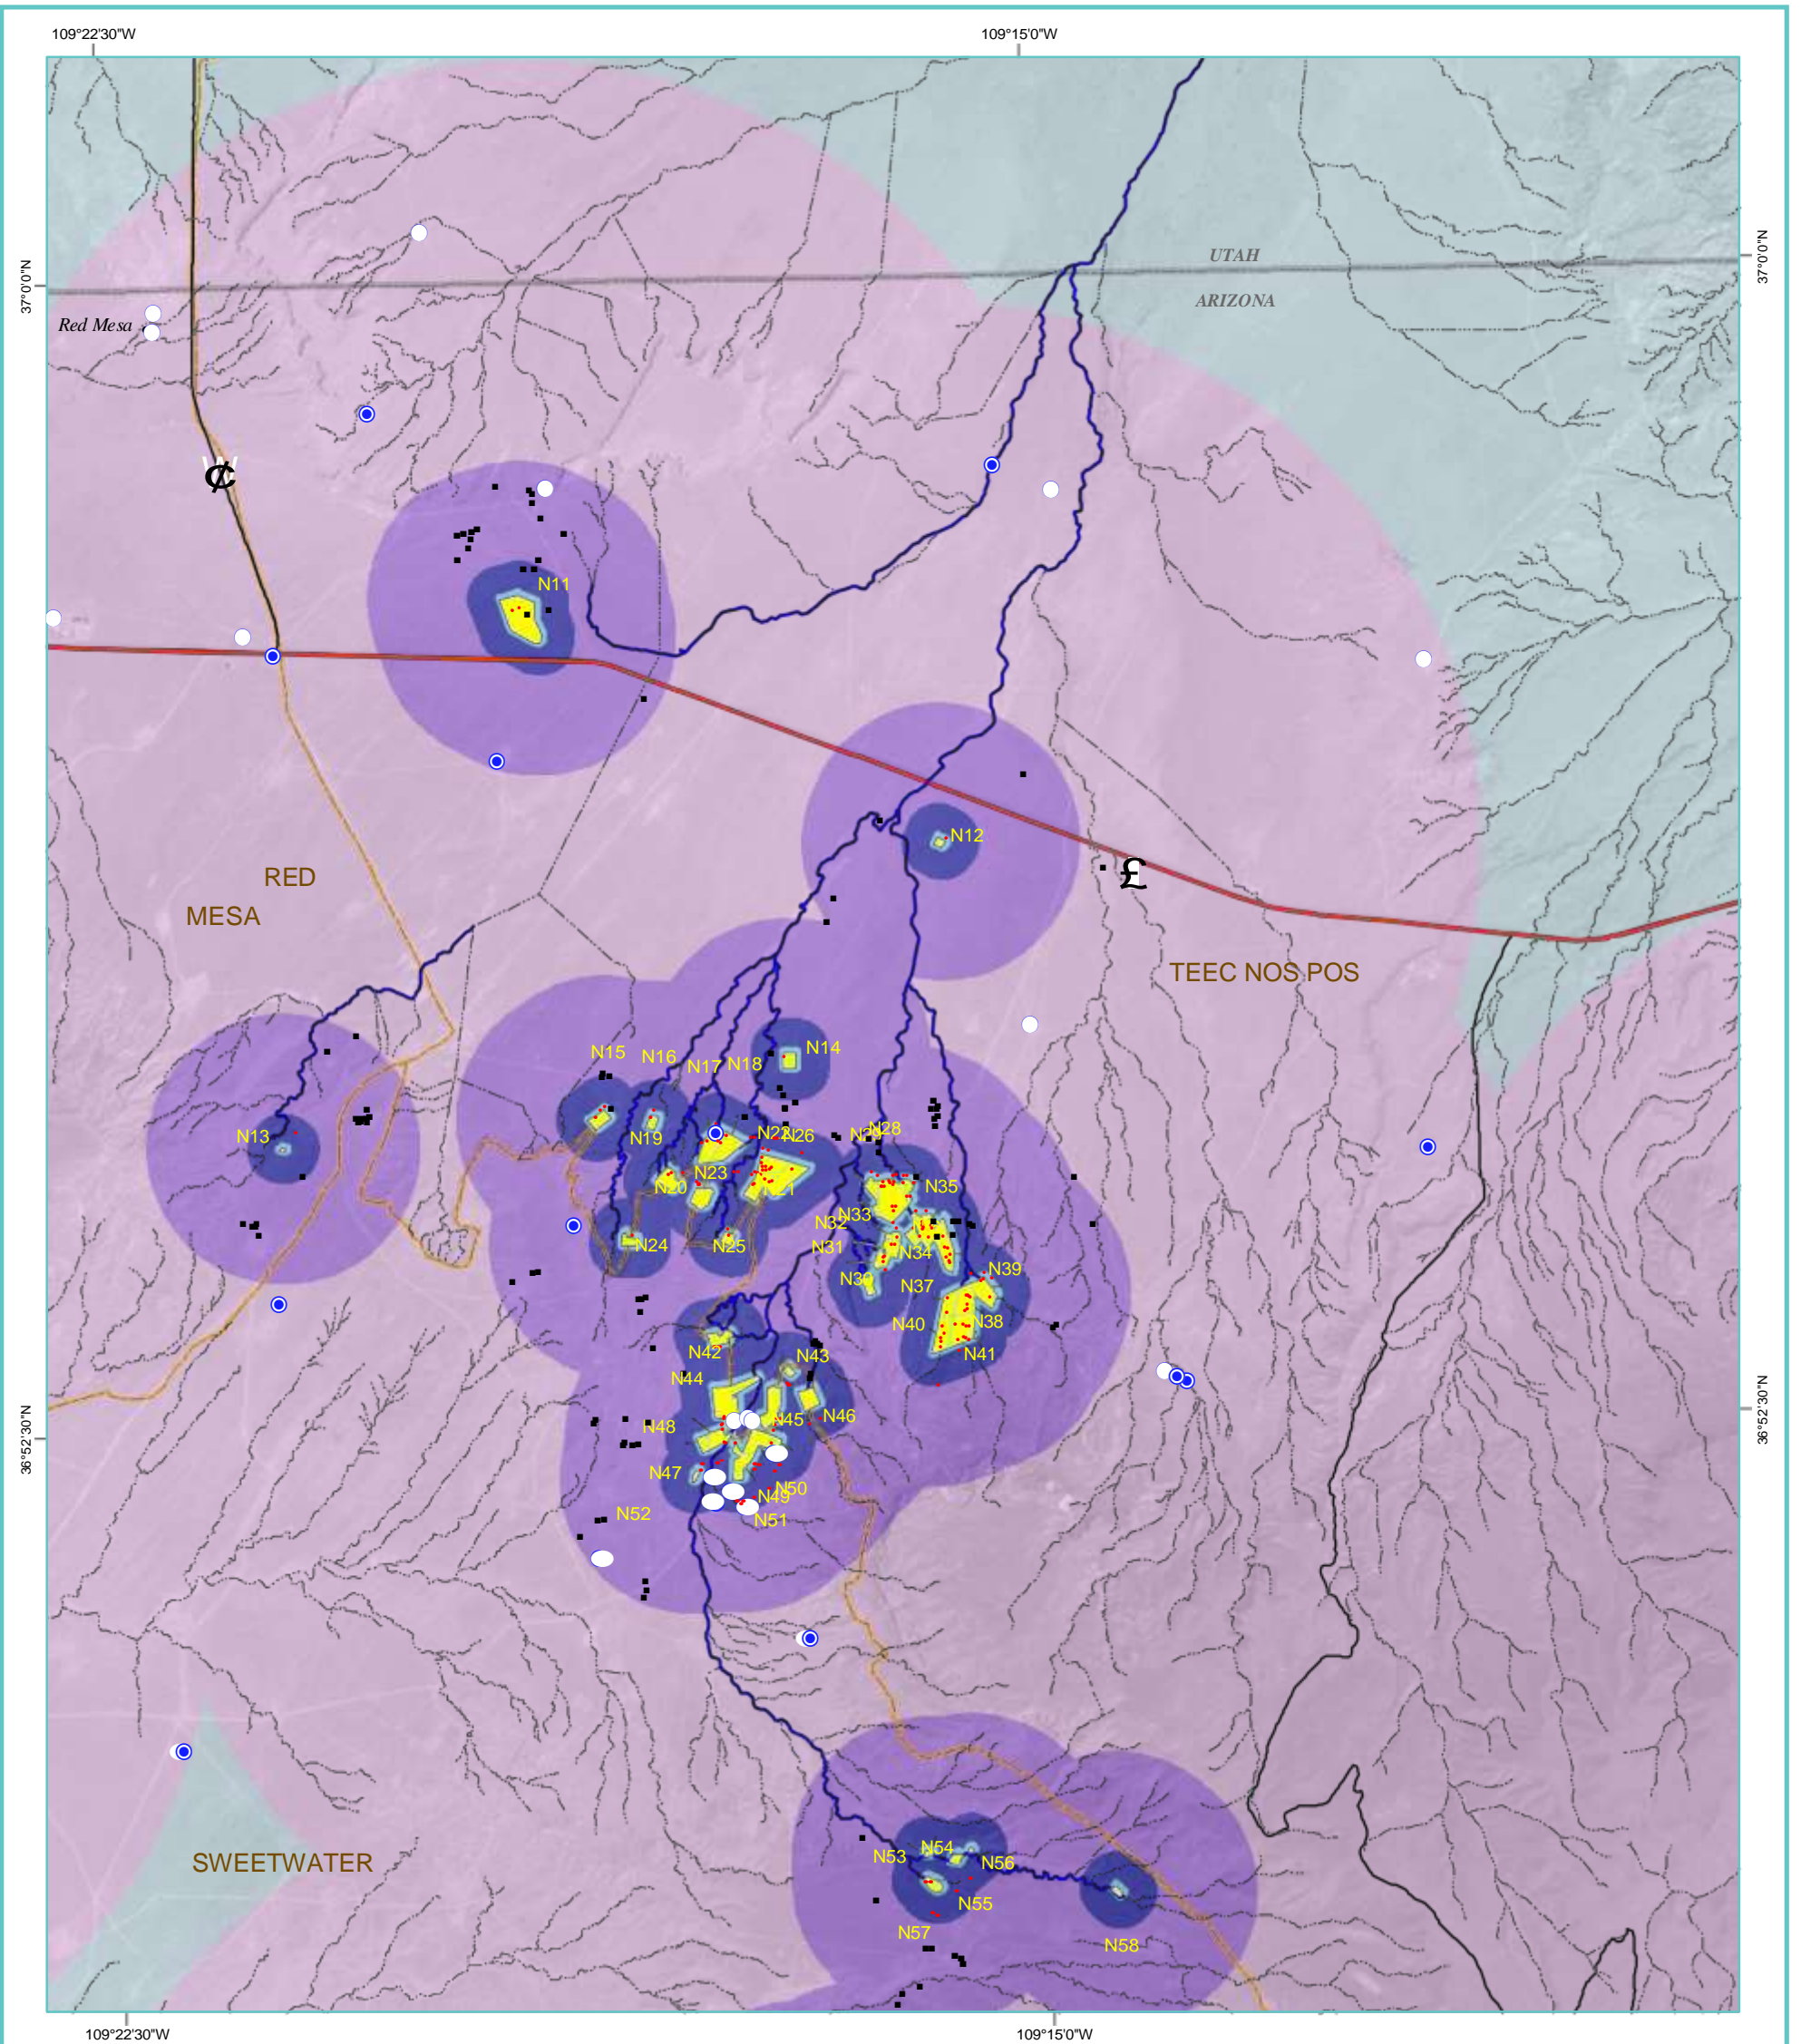 109°22'30"W
109°15'0"W
37°0'0"N
37°0'0"N
UTAH
ARIZONA
Red Mesa
₵
N11
N12
£
RED
MESA
TEEC NOS POS
N14
N15
N16
N17
N18
N13
N19
N22
N26
N28
N23
N20
N21
N35
N33
N32
N24
N25
N31
N34
N30
N37
N39
N40
N38
N42
N41
N43
N44
N45
N46
N48
N47
N50
N49
N52
N51
36°52'30"N
36°52'30"N
SWEETWATER
N54
N53
N56
N55
N57
N58
109°22'30"W
109°15'0"W